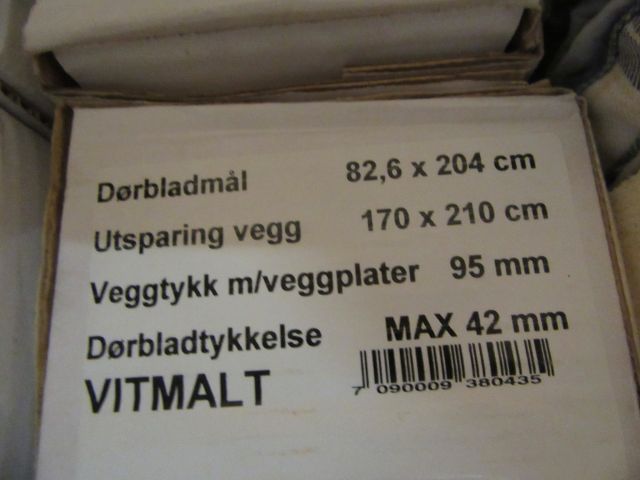 Dørbladmål 82,6 x 204 cm
Utsparing vegg 170 x 210 cm
Veggtykk m/veggplater 95 mm
Dørbladtykkelse MAX 42 mm
VITMALT
7 090009 380435